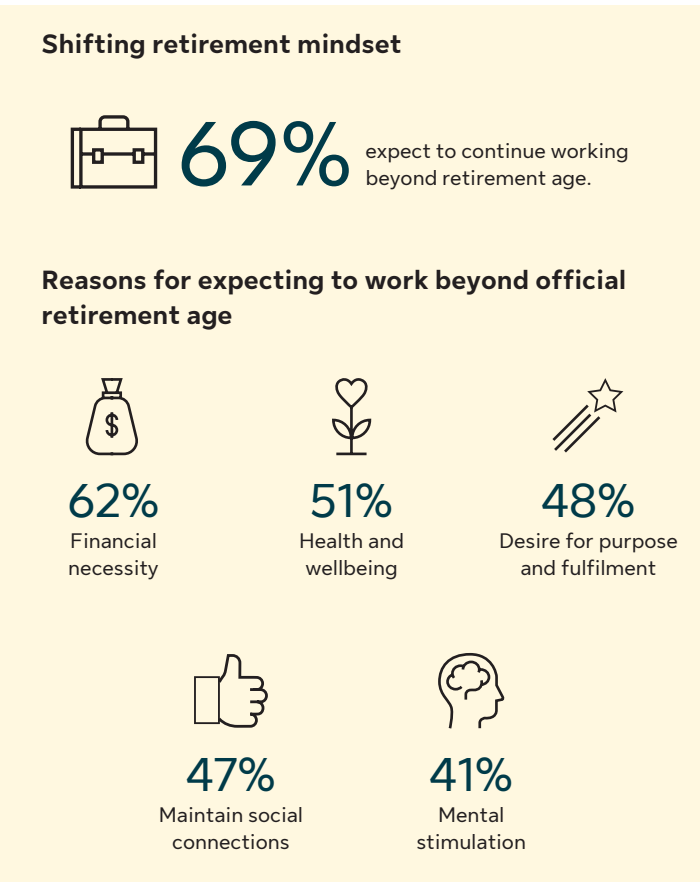 Shifting retirement mindset
69%
expect to continue working
beyond retirement age.
Reasons for expecting to work beyond official
retirement age
$
62%
Financial
necessity
51%
Health and
wellbeing
48%
Desire for purpose
and fulfilment
47%
Maintain social
connections
41%
Mental
stimulation